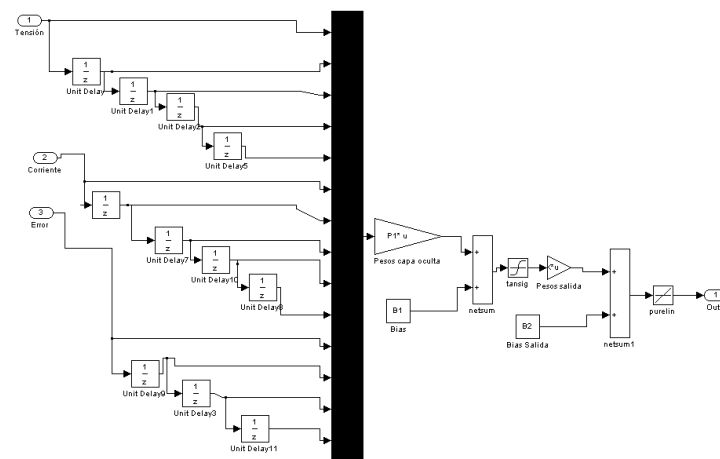 1
Tensión
1
z
Unit Delay
1
z
Unit Delay1
1
z
Unit Delay2
1
z
Unit Delay5
2
Corriente
1
z
3
Error
1
z
Unit Delay7
1
z
Unit Delay10
1
z
Unit Delay8
P1* u
Pesos capa oculta
B1
Bias
+
+
netsum
tansig
K*u
Pesos salida
B2
Bias Salida
+
+
netsum1
purelin
1
Out
1
z
Unit Delay9
1
z
Unit Delay3
1
z
Unit Delay11